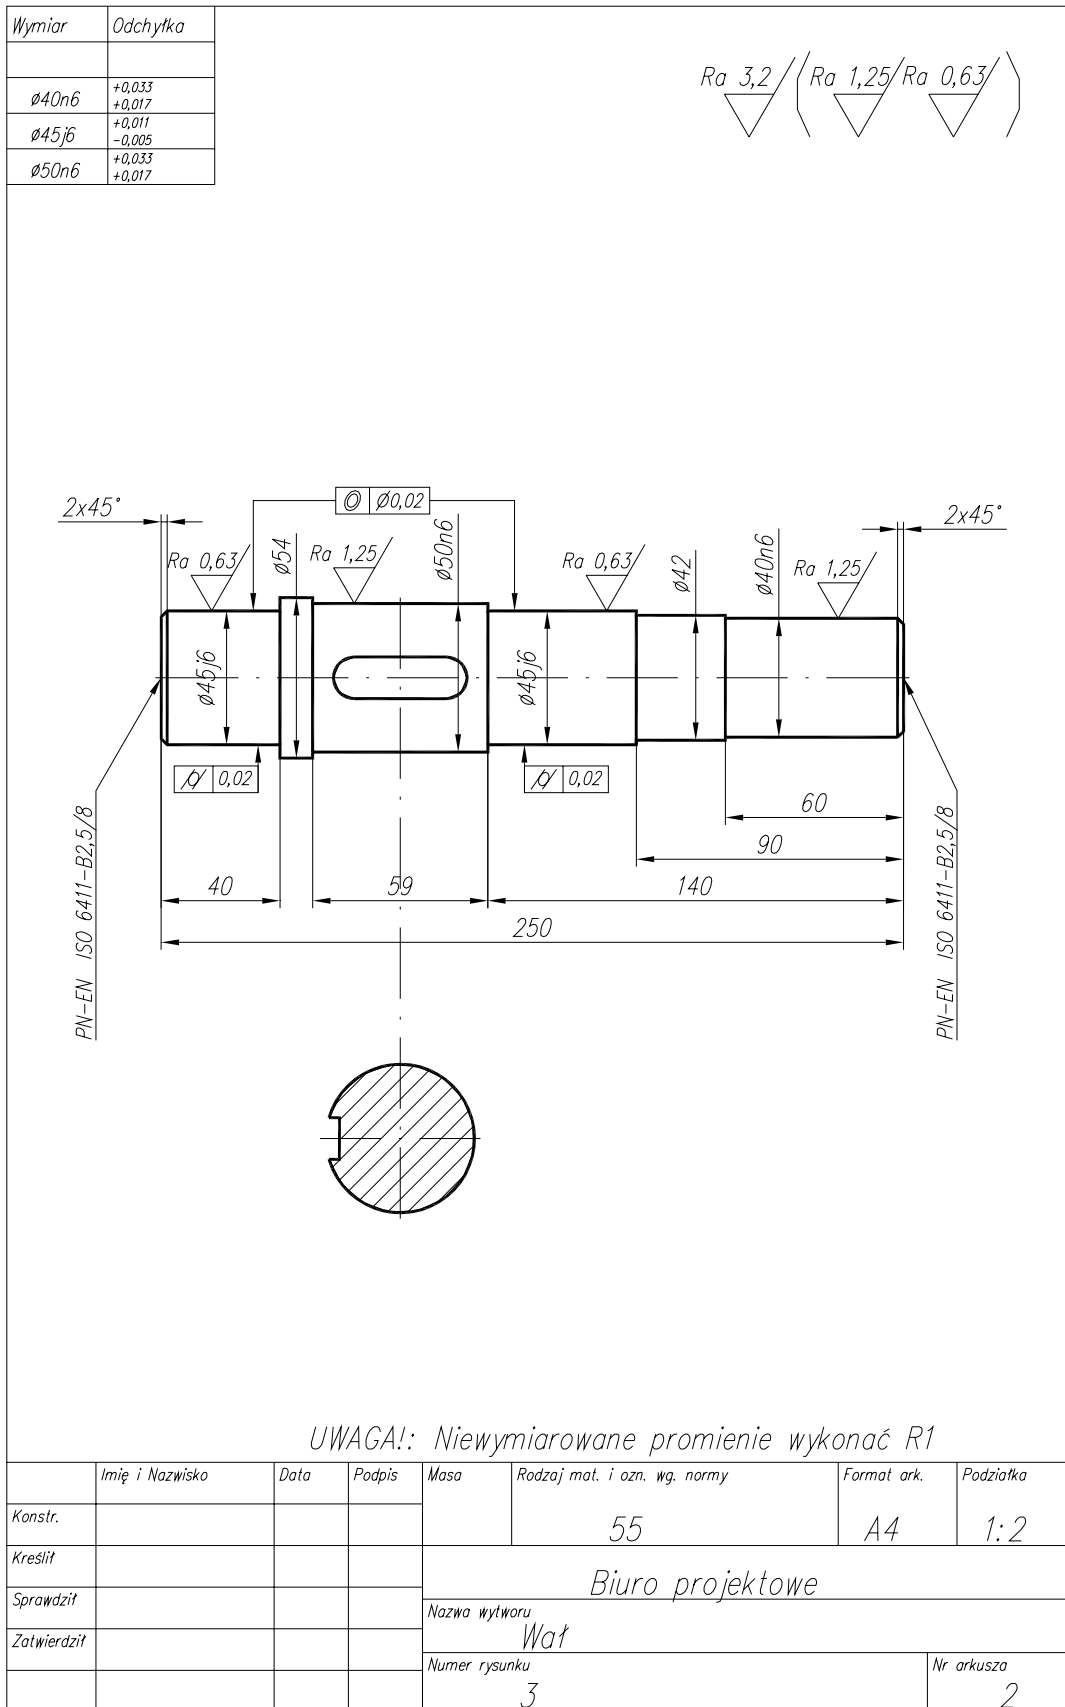 Wymiar Odchyłka
ø40n6 +0,033
+0,017
ø45j6 +0,011
-0,005
ø50n6 +0,033
+0,017
Ra 3,2 ( Ra 1,25 Ra 0,63 )
2x45°
Ø0,02
2x45°
Ra 0,63
ø54
Ra 1,25
ø50n6
Ra 0,63
ø42
ø40n6
Ra 1,25
ø45j6
ø45j6
0,02
0,02
60
90
40
59
140
250
PN-EN ISO 6411-B2,5/8
PN-EN ISO 6411-B2,5/8
UWAGA!: Niewymiarowane promienie wykonać R1
Imię i Nazwisko Data Podpis Masa Rodzaj mat. i ozn. wg. normy Format ark. Podziałka
Konstr. 55 A4 1:2
Kreślił
Biuro projektowe
Sprawdził
Nazwa wytworu
Wał
Zatwierdził
Numer rysunku Nr arkusza
3 2